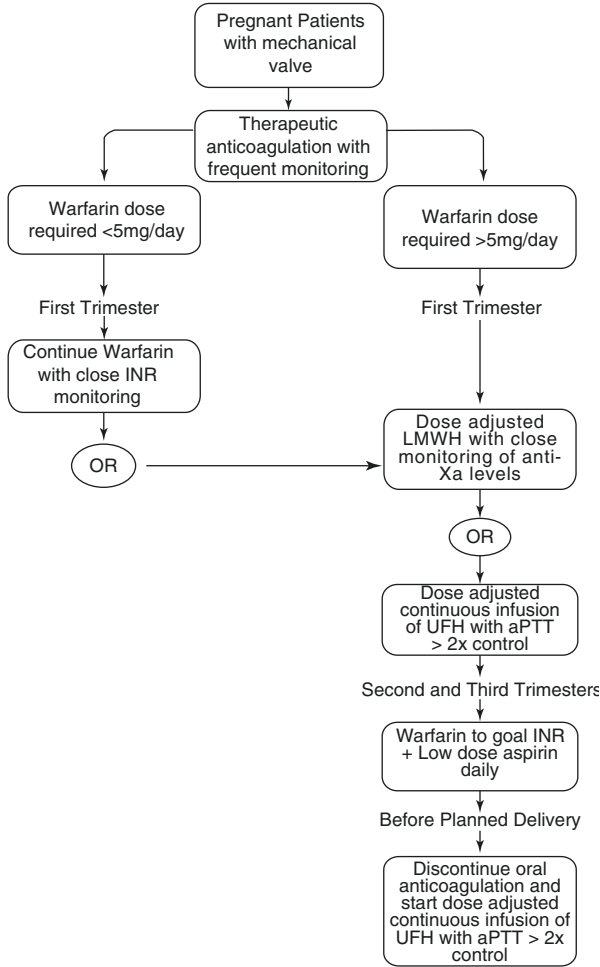 Pregnant Patients
with mechanical
valve
Therapeutic
anticoagulation with
frequent monitoring
Warfarin dose
required <5mg/day
Warfarin dose
required >5mg/day
First Trimester
First Trimester
Continue Warfarin
with close INR
monitoring
OR
Dose adjusted
LMWH with close
monitoring of anti-
Xa levels
OR
Dose adjusted
continuous infusion
of UFH with aPTT
> 2x control
Second and Third Trimesters
Warfarin to goal INR
+ Low dose aspirin
daily
Before Planned Delivery
Discontinue oral
anticoagulation and
start dose adjusted
continuous infusion of
UFH with aPTT > 2x
control